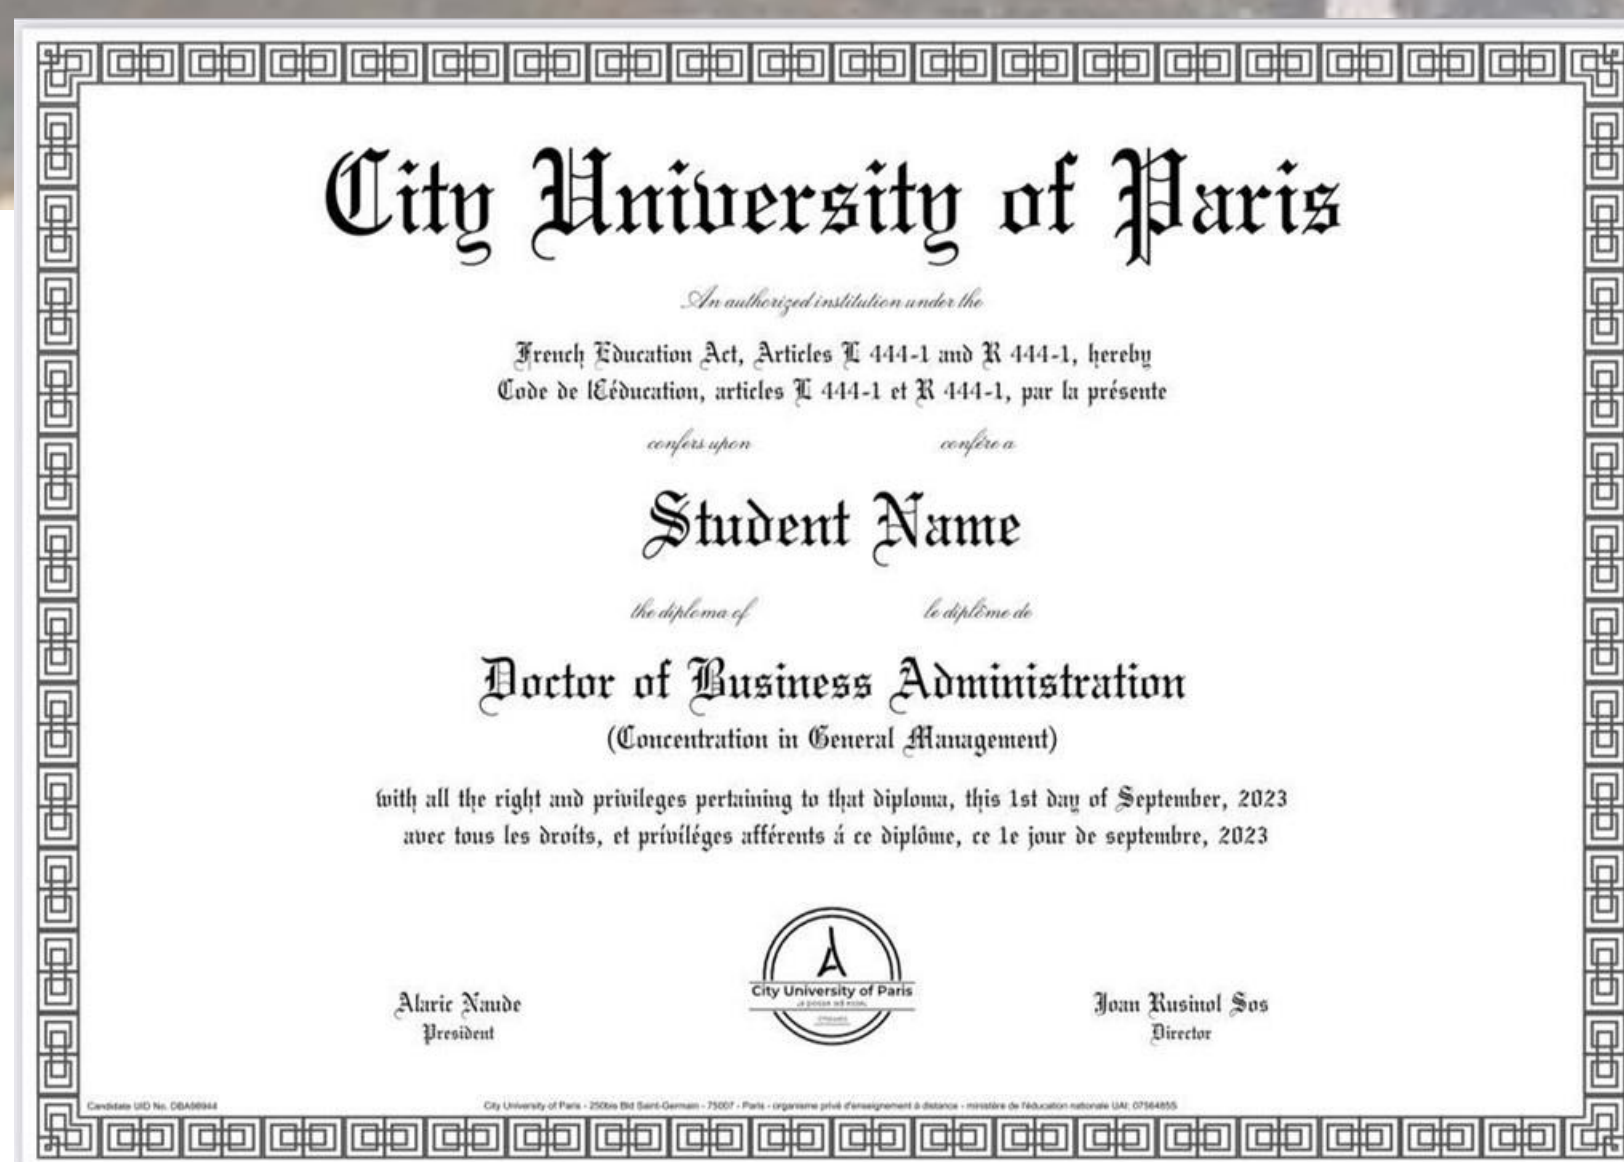 City University of Paris
An authorized institution under the
French Education Act, Articles L 444-1 and R 444-1, hereby
Code de lŒéducation, articles L 444-1 et R 444-1, par la présente
confers upon confère a
Student Name
the diploma of le diplôme de
Doctor of Business Administration
(Concentration in General Management)
with all the right and privileges pertaining to that diploma, this 1st day of September, 2023
avec tous les droits, et priviléges afférents á ce diplôme, ce 1e jour de septembre, 2023
City University of Paris
Alaric Naude Joan Rusinol Sos
President Director
Candidate UID No. DBA98944 City University of Paris - 250bis Bld Saint-Germain - 75007 - Paris - organisme privé d'enseignement à distance - ministère de l'éducation nationale UAI: 0756485S